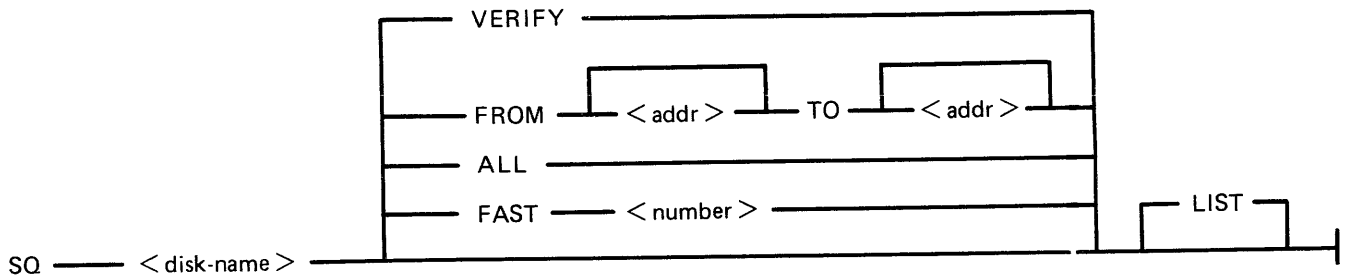 VERIFY
FROM < addr > TO < addr >
ALL
FAST < number >
LIST
SQ < disk-name >